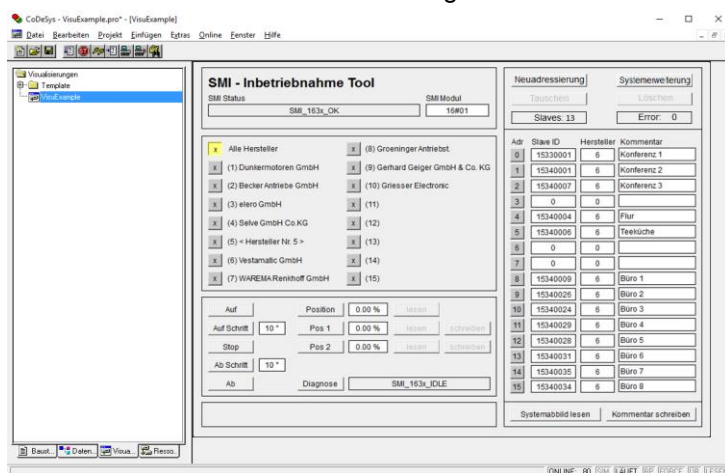 CoDeSys - VisuExample.pro* - [VisuExample]
Datei Bearbeiten Projekt Einfügen Extras Online Fenster Hilfe
Visualisierungen
Template
VisuExample
SMI - Inbetriebnahme Tool
SMI Status SMI Modul
SMI_163x_OK 16#01
Neuadressierung Systemerweiterung
Tauschen Löschen
Slaves: 13 Error: 0
x Alle Hersteller x (8) Groeninger Antriebst.
x (1) Dunkermotoren GmbH x (9) Gerhard Geiger GmbH & Co. KG
x (2) Becker Antriebe GmbH x (10) Griesser Electronic
x (3) elero GmbH x (11)
x (4) Selve GmbH Co.KG x (12)
x (5) < Hersteller Nr. 5 > x (13)
x (6) Vestamatic GmbH x (14)
x (7) WAREMA Renkhoff GmbH x (15)
Adr Slave ID Hersteller Kommentar
0 15330001 6 Konferenz 1
1 15340001 6 Konferenz 2
2 15340007 6 Konferenz 3
3 0 0
4 15340004 6 Flur
5 15340006 6 Teeküche
6 0 0
7 0 0
8 15340009 6 Büro 1
9 15340026 6 Büro 2
10 15340024 6 Büro 3
11 15340029 6 Büro 4
12 15340028 6 Büro 5
13 15340031 6 Büro 6
14 15340035 6 Büro 7
15 15340034 6 Büro 8
Auf Position 0.00 % lesen
Auf Schritt 10 ° Pos 1 0.00 % lesen schreiben
Stop Pos 2 0.00 % lesen schreiben
Ab Schritt 10 °
Ab Diagnose SMI_163x_IDLE
Systemabbild lesen Kommentar schreiben
Baust... Daten... Visua... Resso...
ONLINE: 80 SIM LÄUFT BP FORCE ÜB LESE